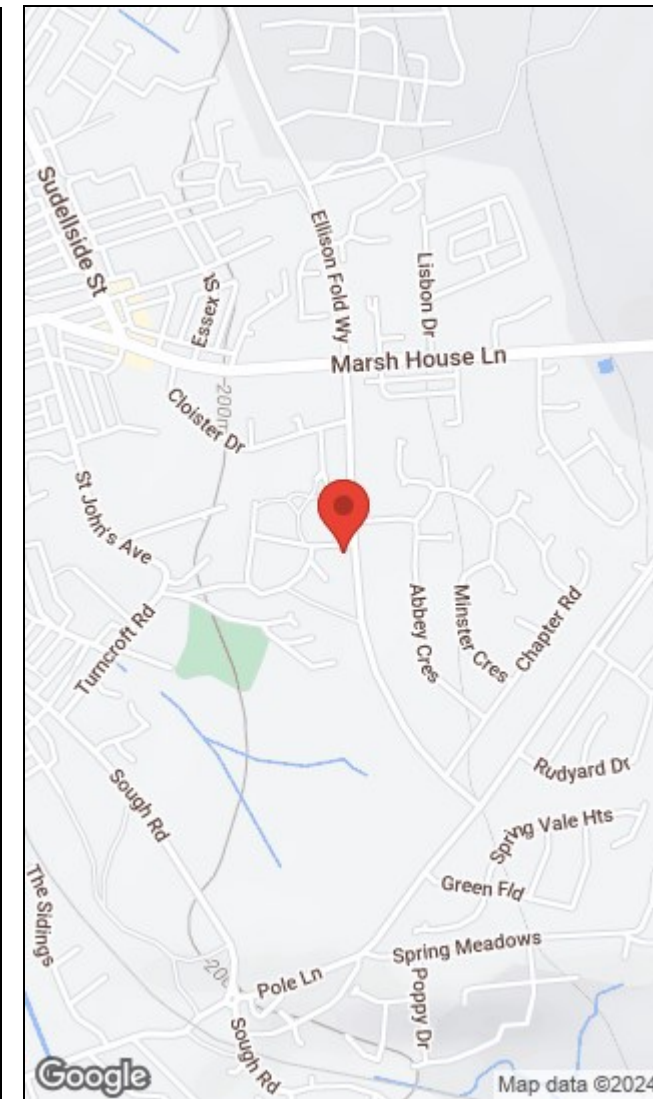 Sudellside St
Ellison Fold Wy
Lisbon Dr
Essex St
Marsh House Ln
200m
Cloister Dr
St John's Ave
Turncroft Rd
Abbey Cres
Minster Cres
Chapter Rd
Rudyard Dr
Sough Rd
Spring Vale Hts
Green Fld
The Sidings
Spring Meadows
Pole Ln
Poppy Dr
Sough Rd
Google
Map data ©2024